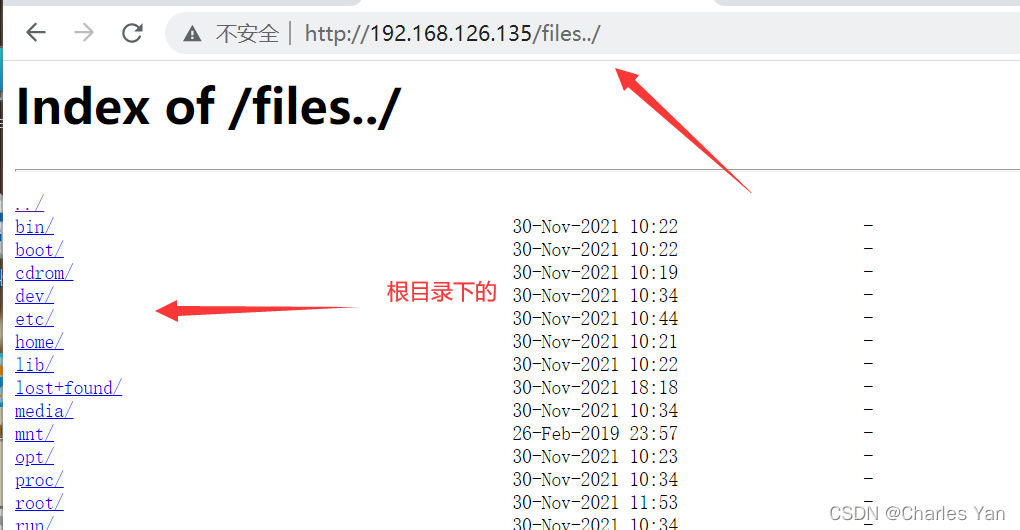 不安全 | http://192.168.126.135/files../
Index of /files../
../
bin/ 30-Nov-2021 10:22 -
boot/ 30-Nov-2021 10:22 -
cdrom/ 30-Nov-2021 10:19 -
根目录下的
dev/ 30-Nov-2021 10:34 -
etc/ 30-Nov-2021 10:44 -
home/ 30-Nov-2021 10:21 -
lib/ 30-Nov-2021 10:22 -
lost+found/ 30-Nov-2021 18:18 -
media/ 30-Nov-2021 10:34 -
mnt/ 26-Feb-2019 23:57 -
opt/ 30-Nov-2021 10:23 -
proc/ 30-Nov-2021 10:34 -
root/ 30-Nov-2021 11:53 -
run/ 30-Nov-2021 10:34 -
CSDN @Charles Yan